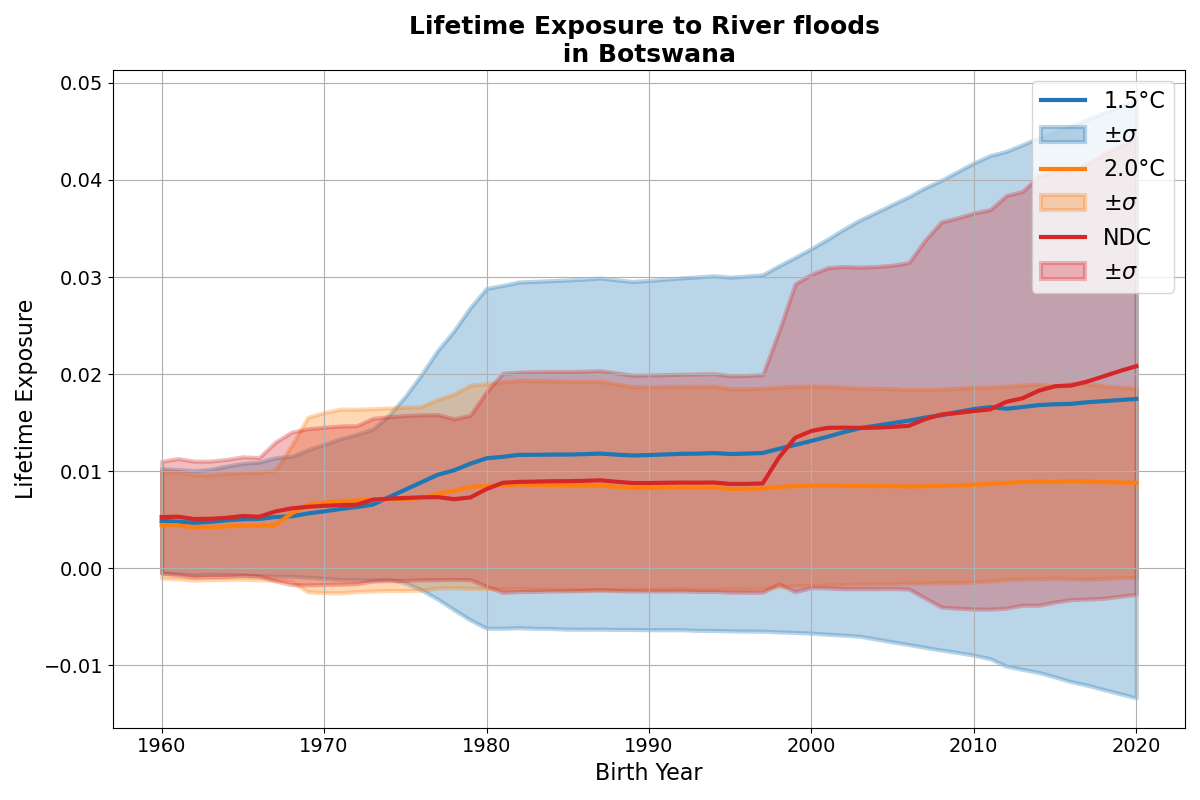 Lifetime Exposure to River floods
in Botswana
0.05
0.04
0.03
0.02
0.01
0.00
−0.01
Lifetime Exposure
1.5°C
±σ
2.0°C
±σ
NDC
±σ
1960 1970 1980 1990 2000 2010 2020
Birth Year